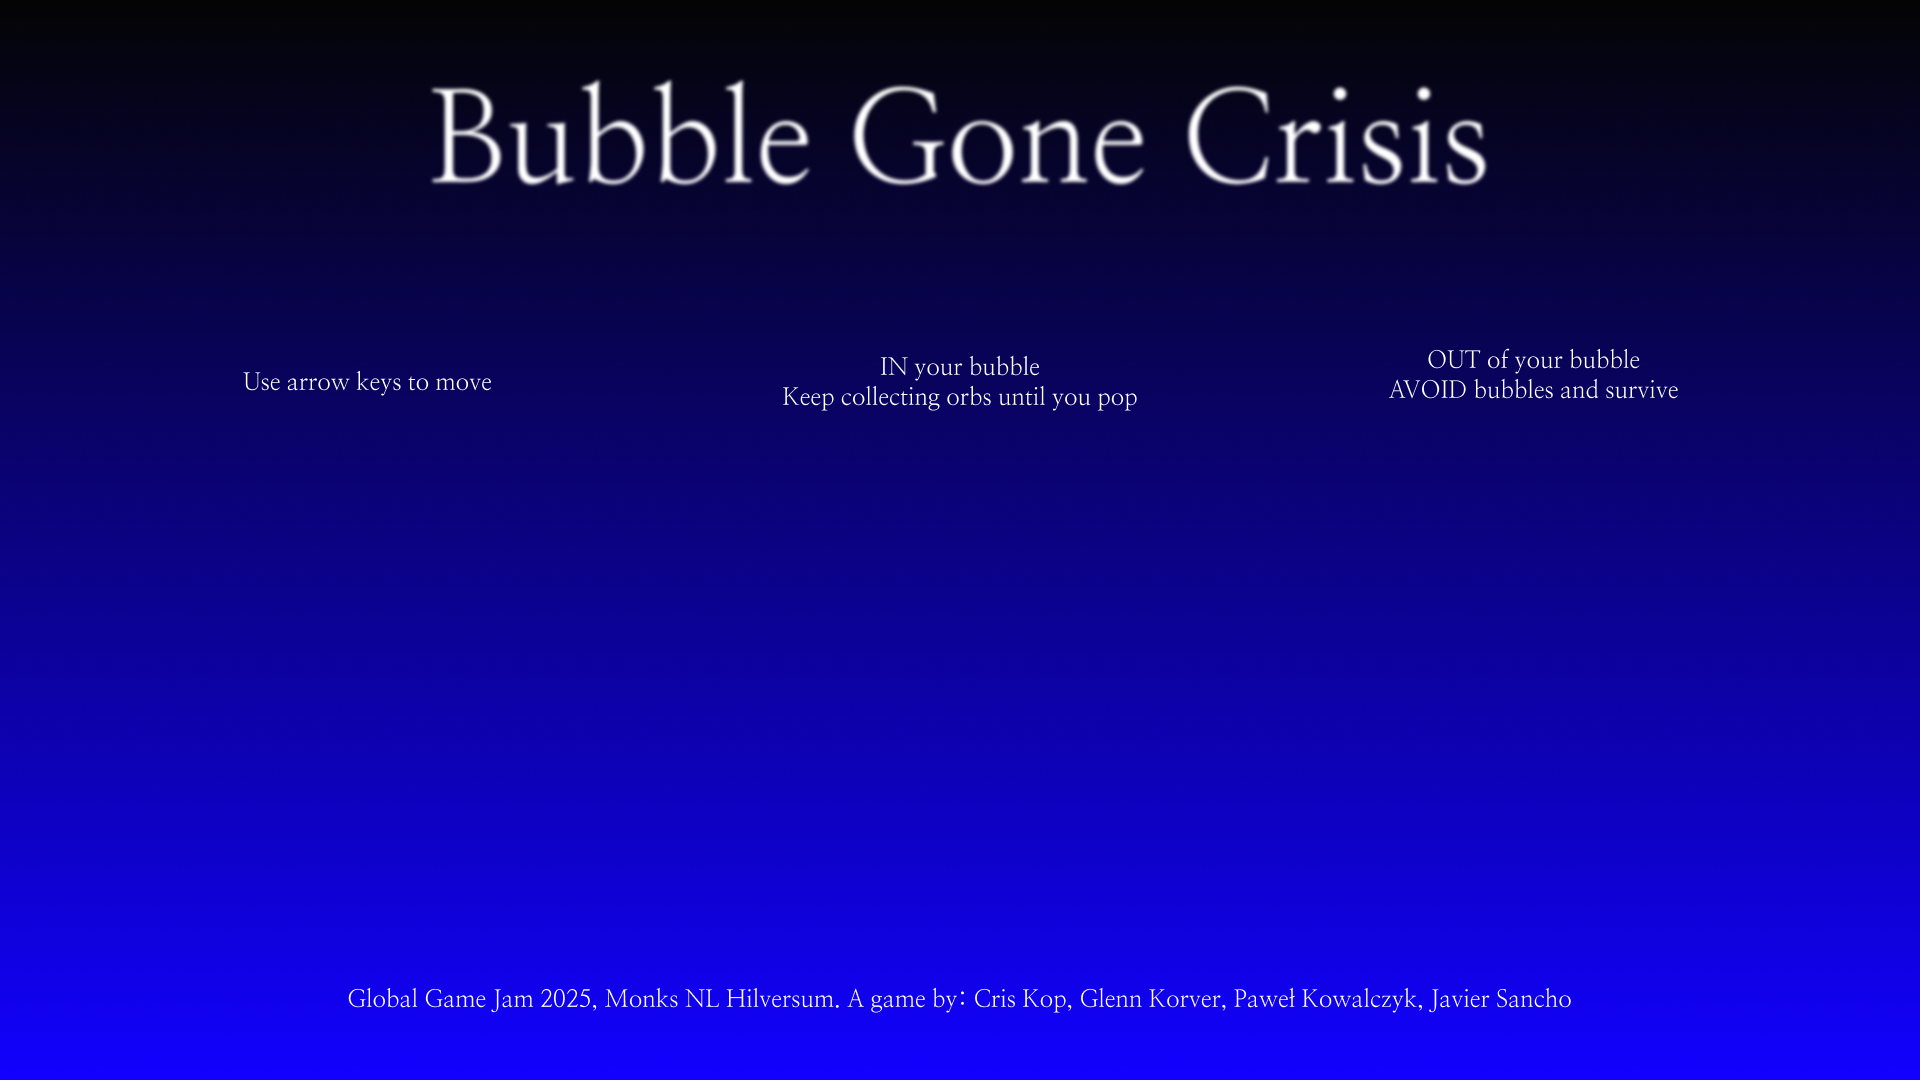 Bubble Gone Crisis
Use arrow keys to move
IN your bubble
Keep collecting orbs until you pop
OUT of your bubble
AVOID bubbles and survive
Global Game Jam 2025, Monks NL Hilversum. A game by: Cris Kop, Glenn Korver, Paweł Kowalczyk, Javier Sancho